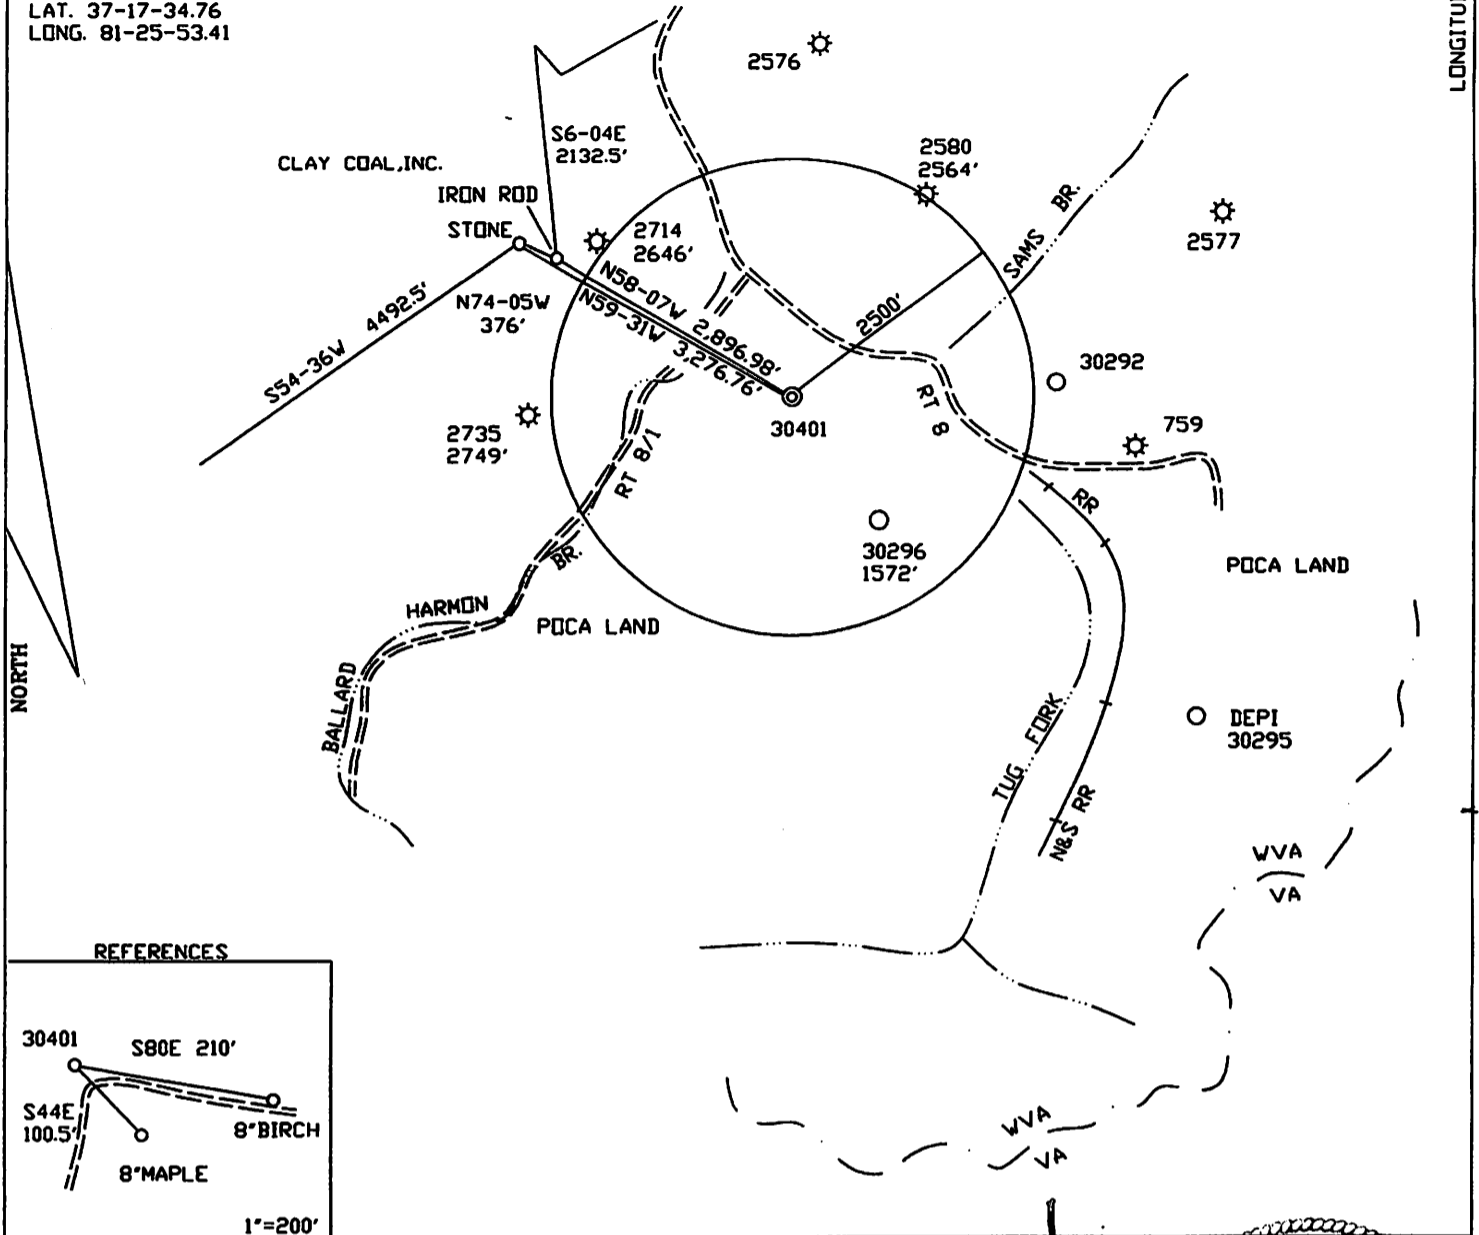 LAT. 37-17-34.76
LONG. 81-25-53.41
2576
S6-04E
2132.5'
CLAY COAL,INC.
IRON ROD
STONE
2580
2564'
SAMS BR.
2577
2714
2646'
N58-07W 2,896.98'
N59-31W 3,276.76'
N74-05W
376'
S54-36W 4492.5'
2500'
30292
RT 8
759
30401
2735
2749'
RT 8/1
RR
30296
1572'
POCA LAND
BR.
HARMON
POCA LAND
BALLARD
NORTH
TUG FORK
DEPI
30295
N&S RR
WVA
VA
REFERENCES
30401
S80E 210'
S44E
100.5'
8"BIRCH
8"MAPLE
1"=200'
WVA
VA